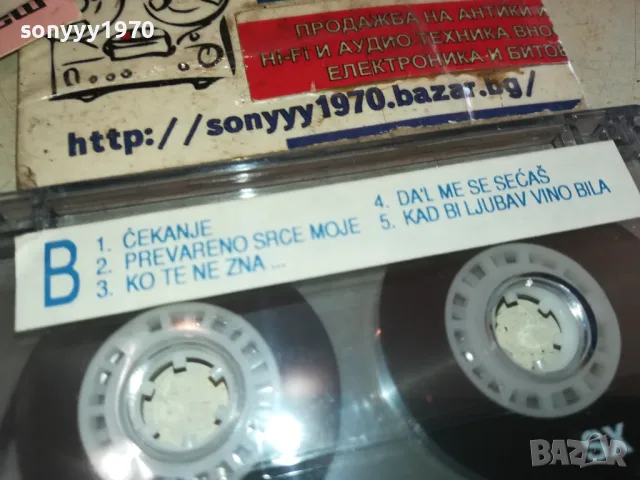 sonyyy1970
ПРОДАЖБА НА АНТИКИ И
Hi-Fi И АУДИО ТЕХНИКА ВНОС
ЕЛЕКТРОНИКА И БИТОВ
http://sonyyy1970.bazar.bg/
B
1. ČEKANJE
2. PREVARENO SRCE MOJE
3. KO TE NE ZNA ...
4. DA'L ME SE SEĆAŠ
5. KAD BI LJUBAV VINO BILA
SX
sonyyy1970
BAZAR.bg